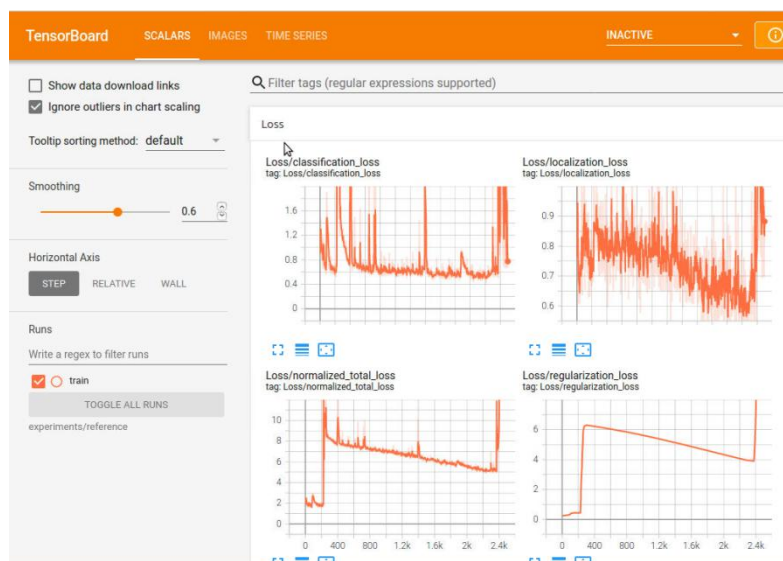 TensorBoard SCALARS IMAGES TIME SERIES INACTIVE
Show data download links
Ignore outliers in chart scaling
Tooltip sorting method: default
Smoothing
0.6
Horizontal Axis
STEP RELATIVE WALL
Runs
Write a regex to filter runs
train
TOGGLE ALL RUNS
experiments/reference
Filter tags (regular expressions supported)
Loss
Loss/classification_loss
tag: Loss/classification_loss
1.6
1.2
0.8
0.4
0
Loss/localization_loss
tag: Loss/localization_loss
0.9
0.8
0.7
0.6
Loss/normalized_total_loss
tag: Loss/normalized_total_loss
10
8
6
4
2
0
0 400 800 1.2k 1.6k 2k 2.4k
Loss/regularization_loss
tag: Loss/regularization_loss
6
4
2
0
0 400 800 1.2k 1.6k 2k 2.4k